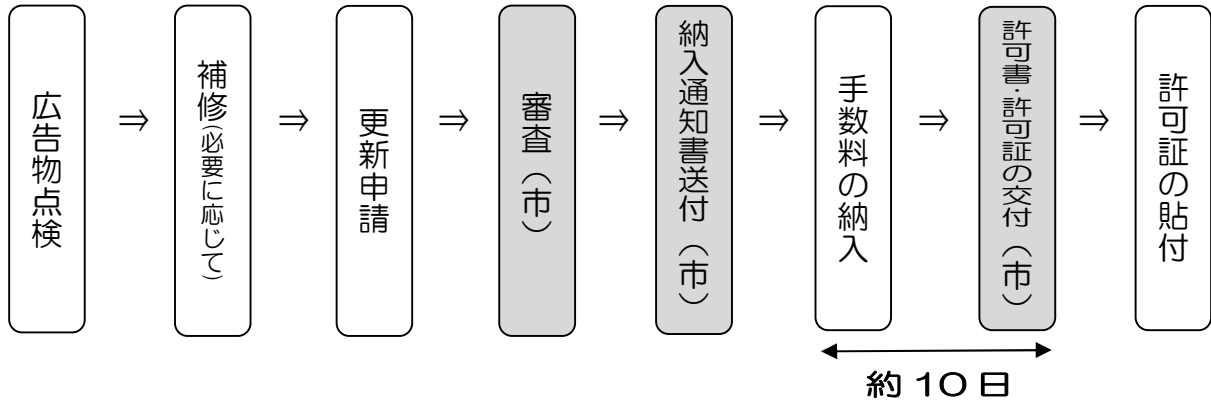 広告物点検
⇒
補修（必要に応じて）
⇒
更新申請
⇒
審査（市）
⇒
納入通知書送付（市）
⇒
手数料の納入
⇒
許可書・許可証の交付（市）
⇒
許可証の貼付
約10日